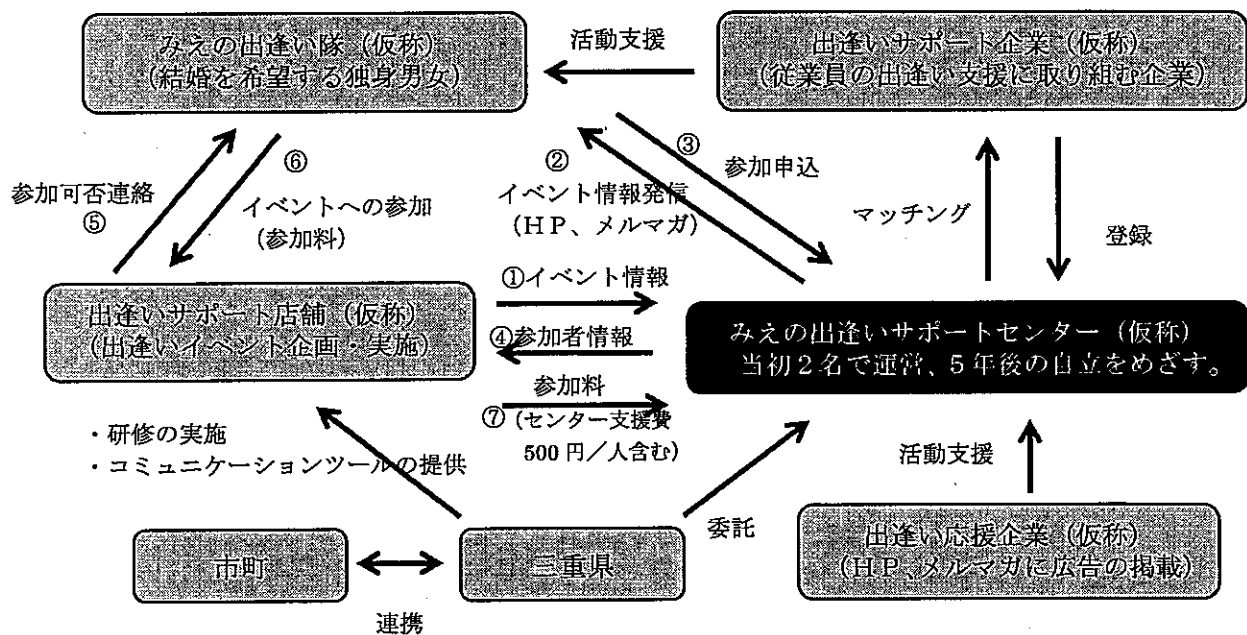 みえの出逢い隊（仮称）
（結婚を希望する独身男女）
活動支援
出逢いサポート企業（仮称）
（従業員の出逢い支援に取り組む企業）
参加可否連絡
⑤
⑥
イベントへの参加
（参加料）
②
イベント情報発信
（ＨＰ、メルマガ）
③
参加申込
マッチング
登録
出逢いサポート店舗（仮称）
（出逢いイベント企画・実施）
①イベント情報
④参加者情報
参加料
⑦（センター支援費
500円／人含む）
みえの出逢いサポートセンター（仮称）
当初２名で運営、５年後の自立をめざす。
・研修の実施
・コミュニケーションツールの提供
委託
活動支援
市町
連携
三重県
出逢い応援企業（仮称）
（ＨＰ、メルマガに広告の掲載）